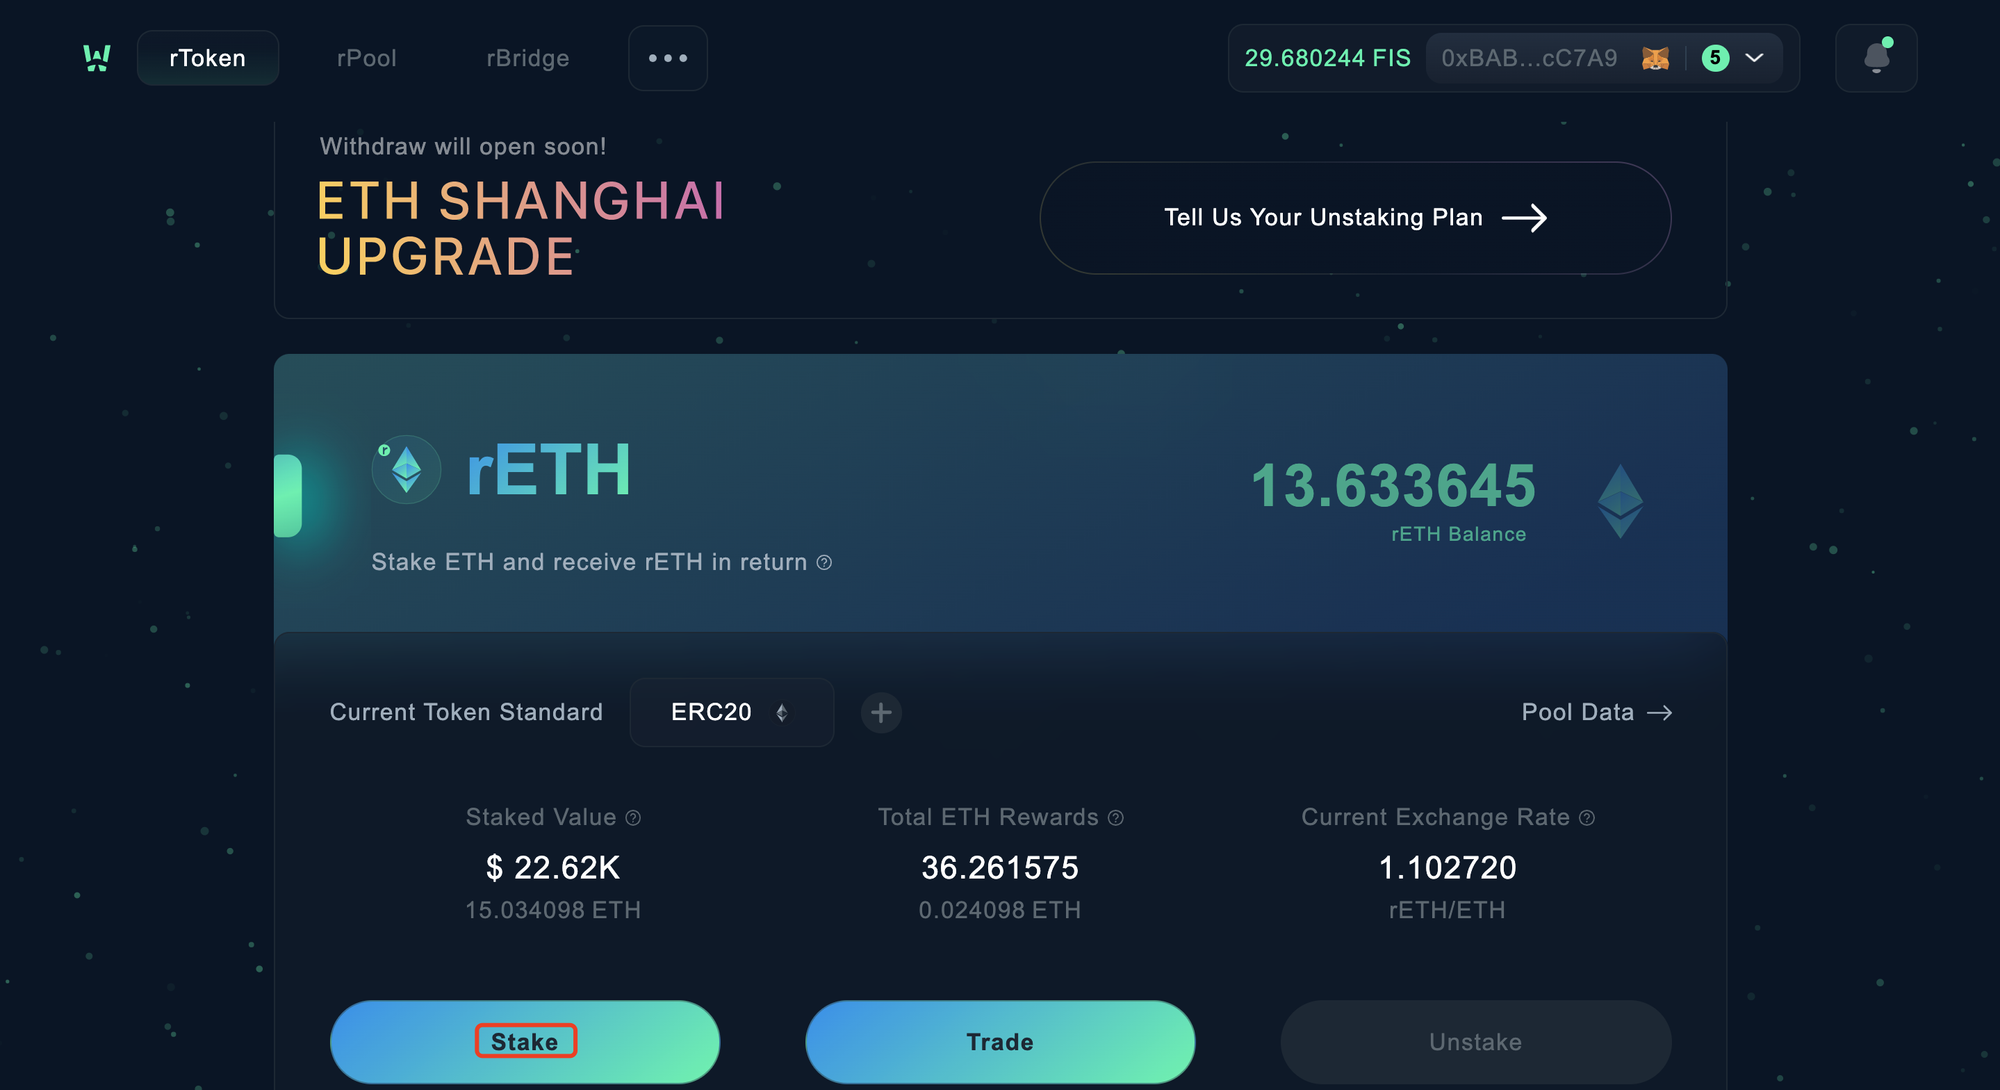 rToken
rPool
rBridge
29.680244 FIS
0xBAB...cC7A9
5
Withdraw will open soon!
ETH SHANGHAI
UPGRADE
Tell Us Your Unstaking Plan
r
rETH
Stake ETH and receive rETH in return
13.633645
rETH Balance
Current Token Standard
ERC20
Pool Data
Staked Value
$ 22.62K
15.034098 ETH
Total ETH Rewards
36.261575
0.024098 ETH
Current Exchange Rate
1.102720
rETH/ETH
Stake
Trade
Unstake